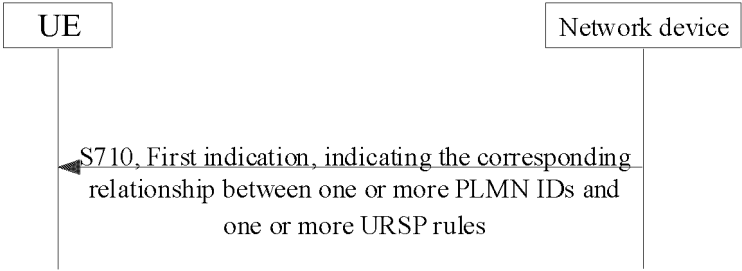 UE
Network device
S710, First indication, indicating the corresponding
relationship between one or more PLMN IDs and
one or more URSP rules